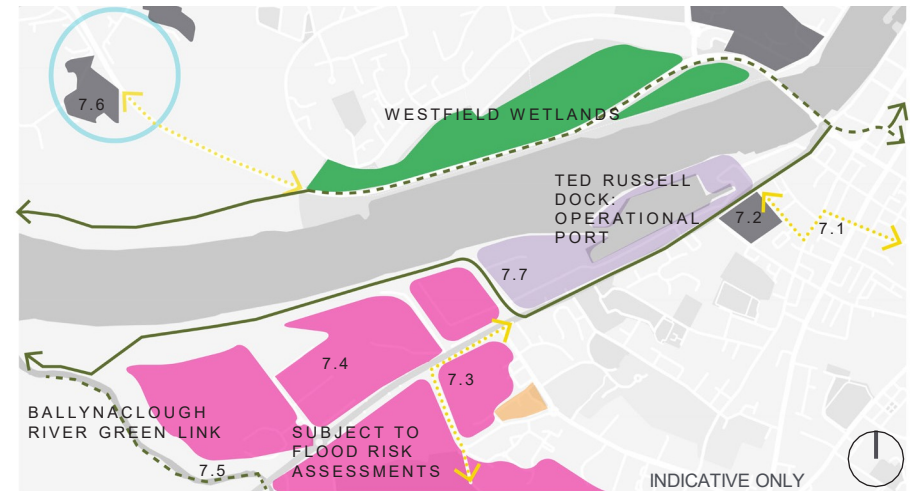 7.6
WESTFIELD WETLANDS
TED RUSSELL
DOCK:
OPERATIONAL
PORT
7.2
7.1
7.7
7.4
7.3
BALLYNACLOUGH
RIVER GREEN LINK
SUBJECT TO
FLOOD RISK
ASSESSMENTS
7.5
INDICATIVE ONLY